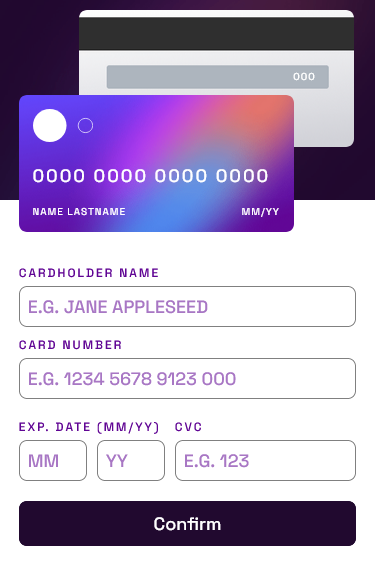 000
0000 0000 0000 0000
NAME LASTNAME MM/YY
CARDHOLDER NAME
E.G. JANE APPLESEED
CARD NUMBER
E.G. 1234 5678 9123 000
EXP. DATE (MM/YY) CVC
MM YY E.G. 123
Confirm